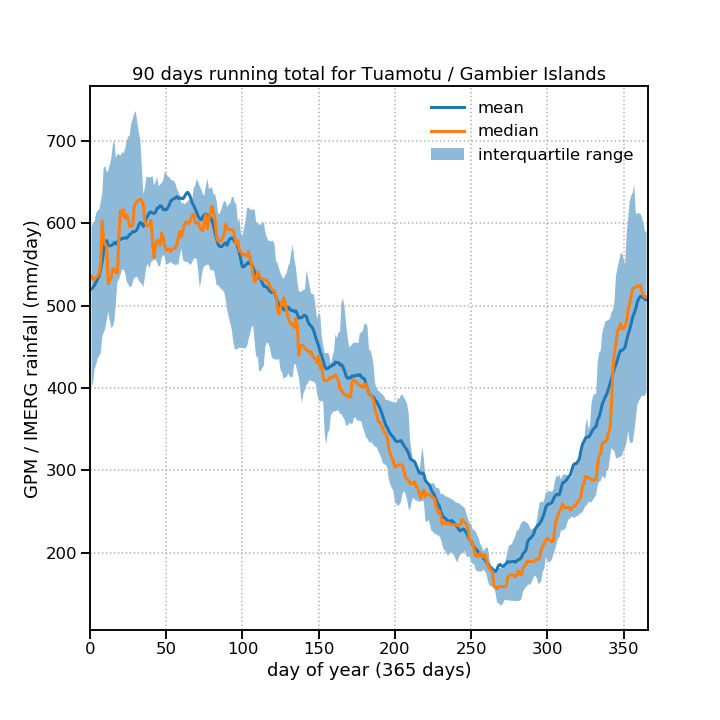 90 days running total for Tuamotu / Gambier Islands
mean
median
interquartile range
GPM / IMERG rainfall (mm/day)
700
600
500
400
300
200
0 50 100 150 200 250 300 350
day of year (365 days)